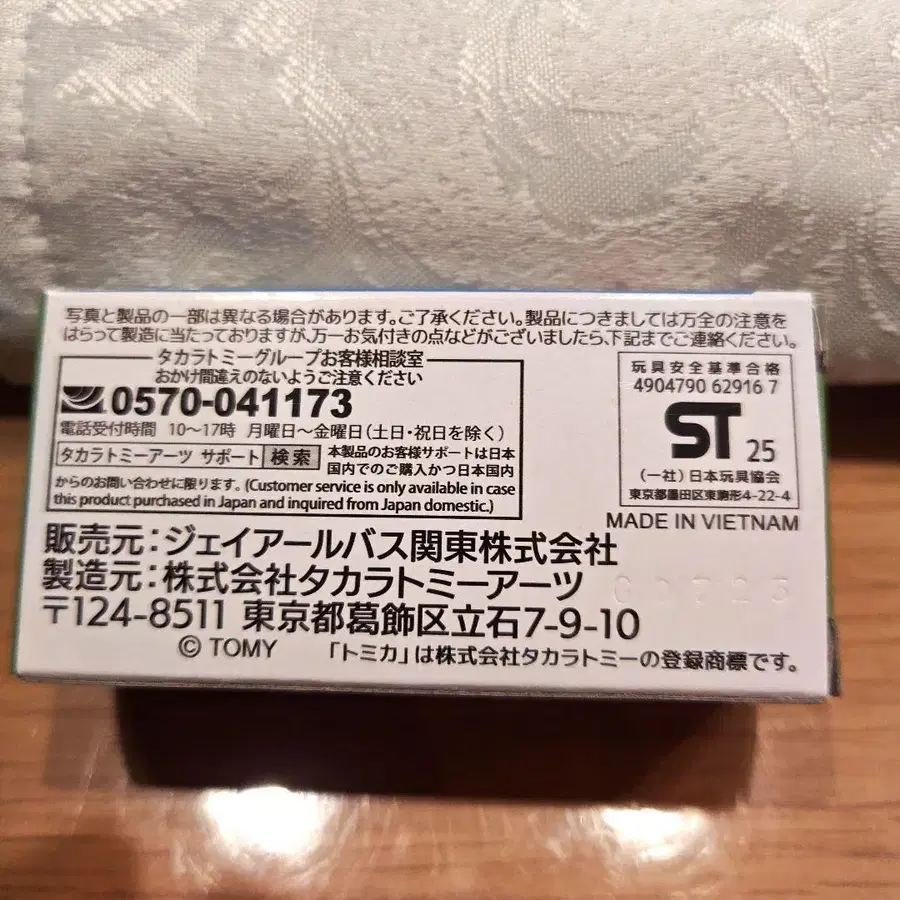 写真と製品の一部は異なる場合があります。ご了承ください。製品につきましては万全の注意を
はらって製造に当たっておりますが、万一お気付きの点などがございましたら、下記までご連絡ください。
タカラトミーグループお客様相談室
おかけ間違えのないようご注意ください
0570-041173
電話受付時間 10〜17時 月曜日〜金曜日(土日・祝日を除く)
タカラトミーアーツ サポート 検索
本製品のお客様サポートは日本
国内でのご購入かつ日本国内
からのお問い合わせに限ります。(Customer service is only available in case
this product purchased in Japan and inquired from Japan domestic.)
玩具安全基準合格
4904790 62916 7
ST 25
(一社)日本玩具協会
東京都墨田区東駒形4-22-4
MADE IN VIETNAM
販売元:ジェイアールバス関東株式会社
製造元:株式会社タカラトミーアーツ
〒124-8511 東京都葛飾区立石7-9-10
© TOMY 「トミカ」は株式会社タカラトミーの登録商標です。